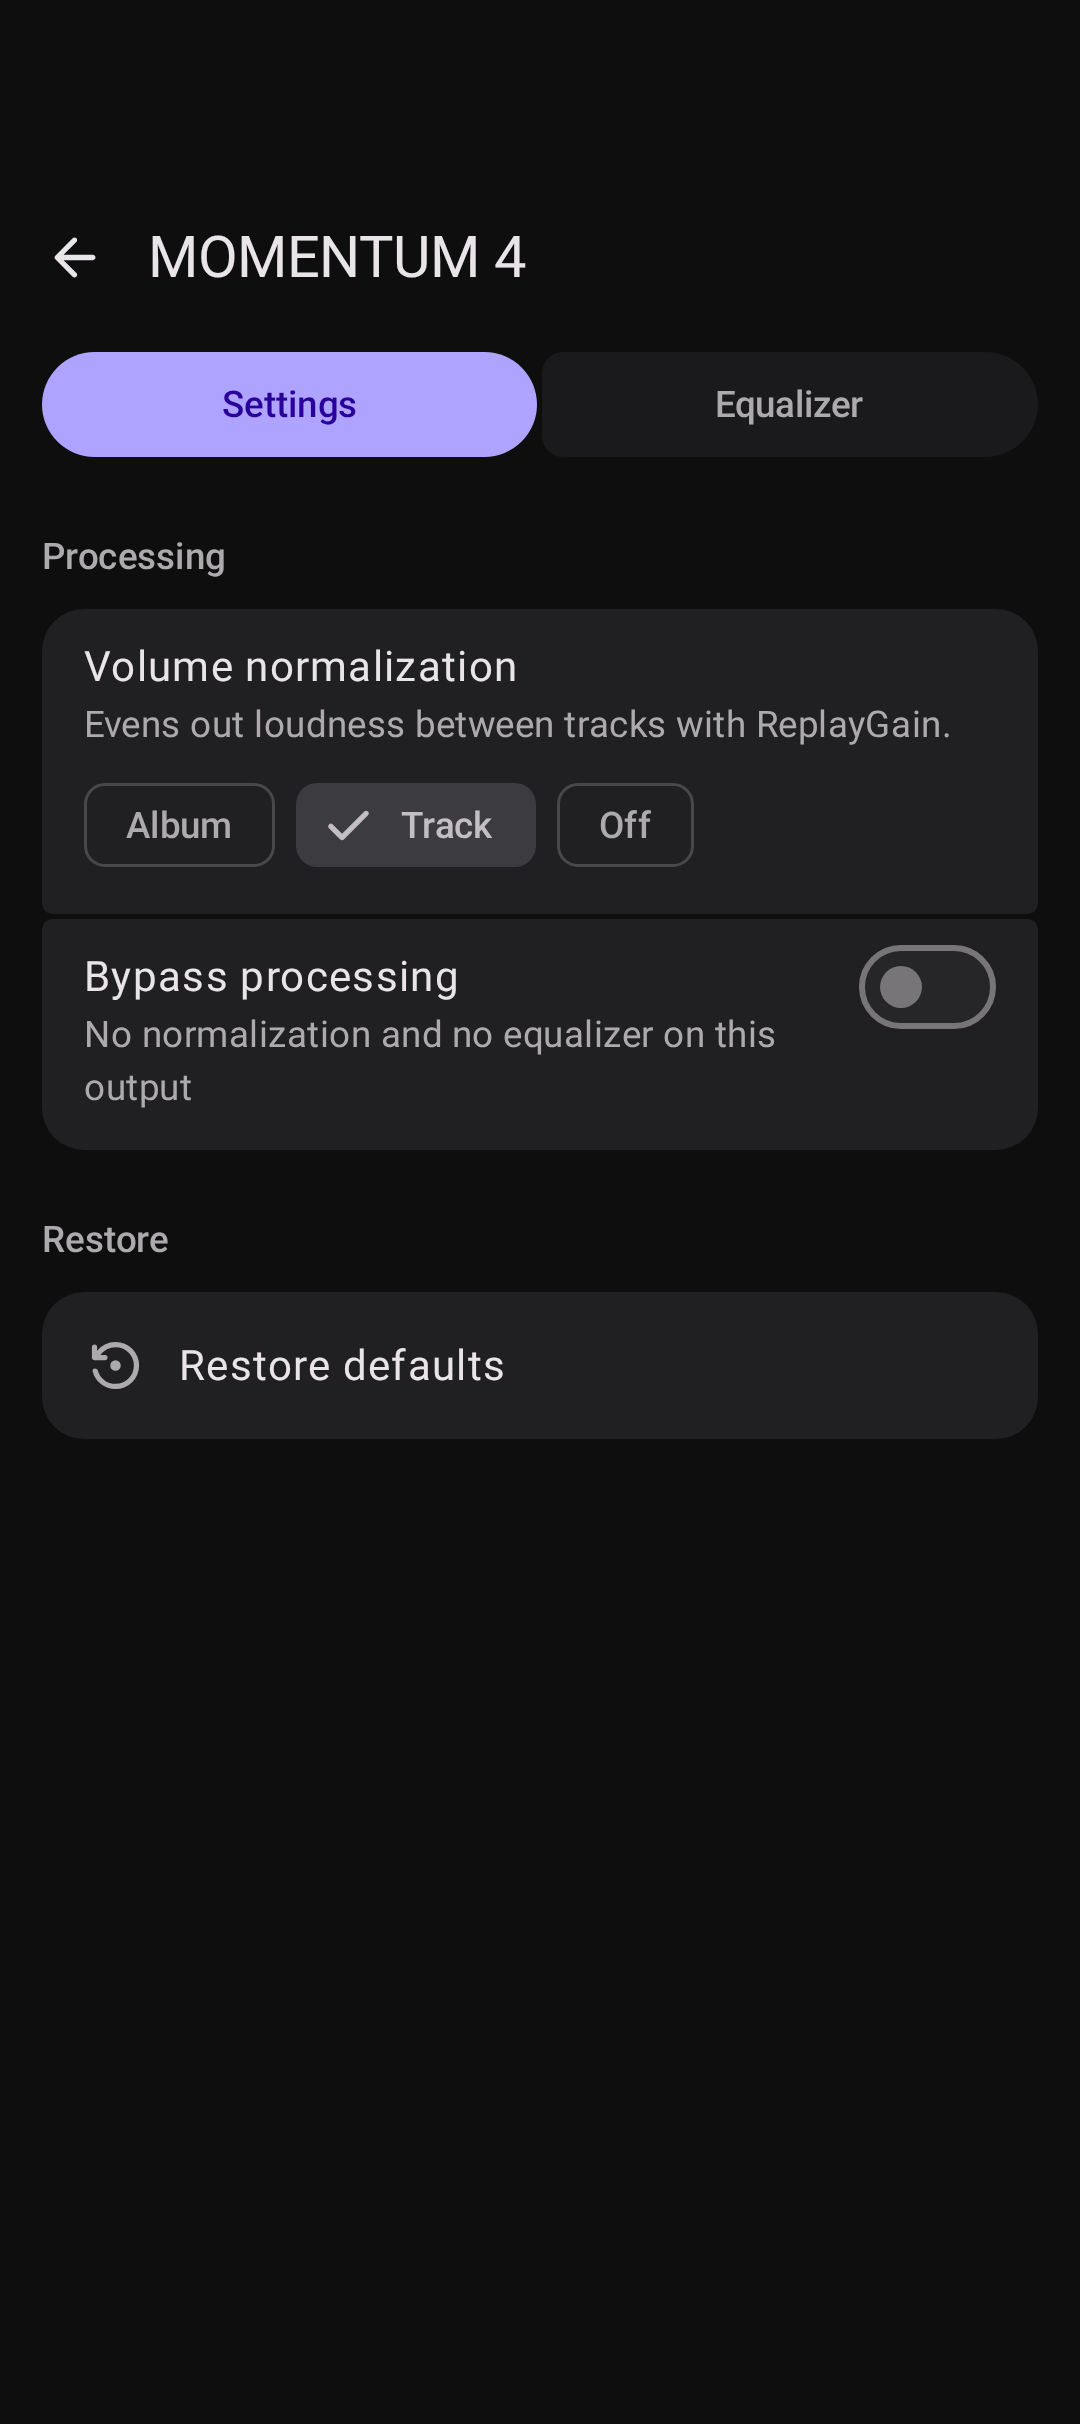 MOMENTUM 4
Settings
Equalizer
Processing
Volume normalization
Evens out loudness between tracks with ReplayGain.
Album
Track
Off
Bypass processing
No normalization and no equalizer on this
output
Restore
Restore defaults